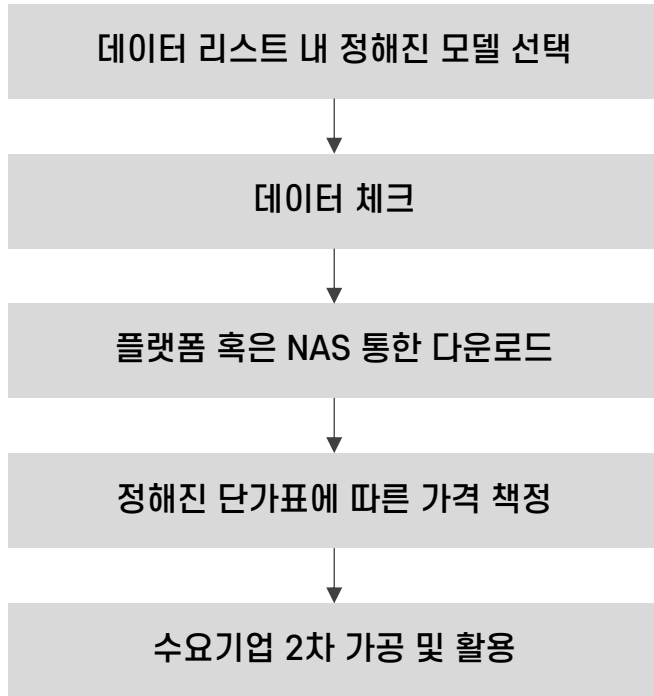 데이터 리스트 내 정해진 모델 선택
데이터 체크
플랫폼 혹은 NAS 통한 다운로드
정해진 단가표에 따른 가격 책정
수요기업 2차 가공 및 활용